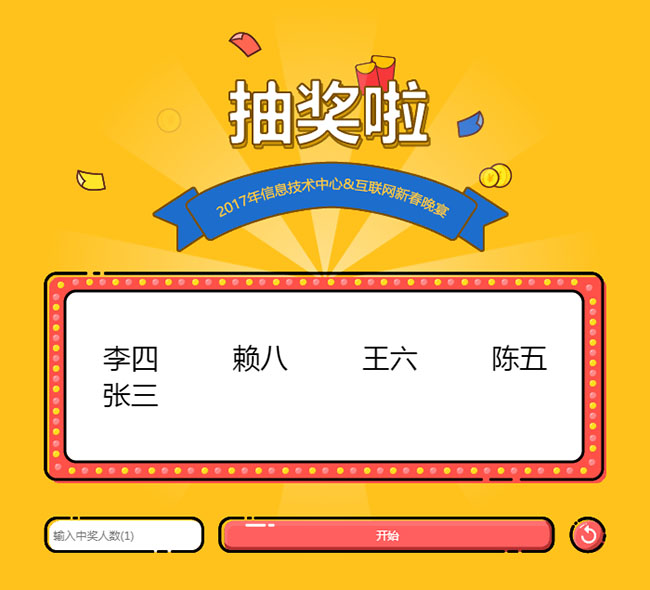 抽奖啦
2017年信息技术中心&互联网新春晚宴
李四 赖八 王六 陈五
张三
输入中奖人数(1)
开始